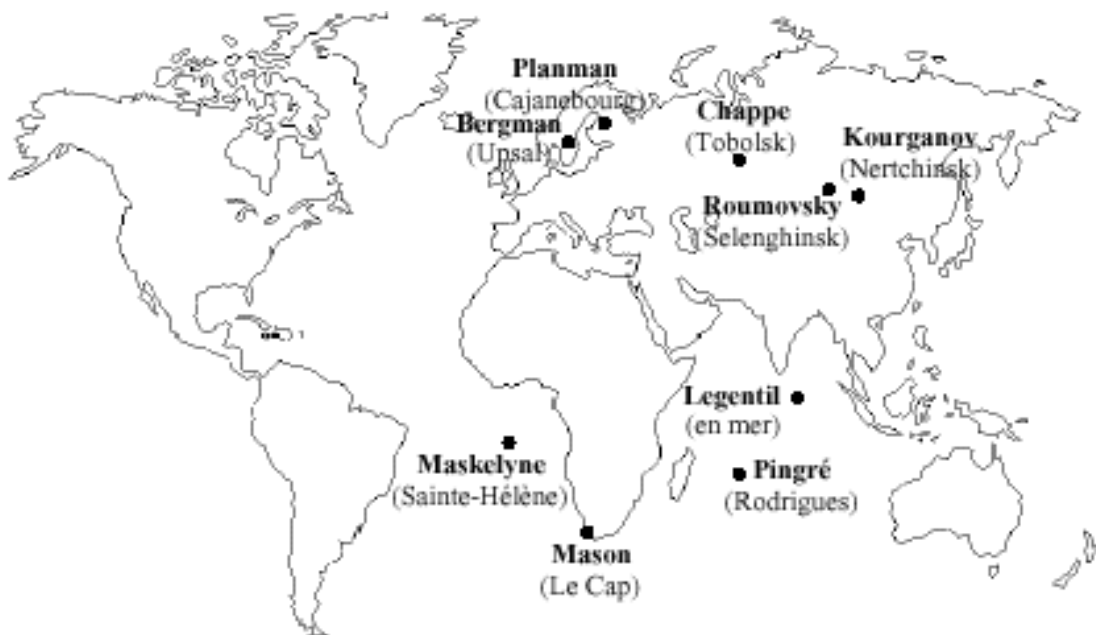 Planman
(Cajanebourg)
Bergman
(Upsal)
Chappe
(Tobolsk)
Kourganov
(Nertchinsk)
Roumovsky
(Selenghinsk)
Legentil
(en mer)
Maskelyne
(Sainte-Hélène)
Pingré
(Rodrigues)
Mason
(Le Cap)